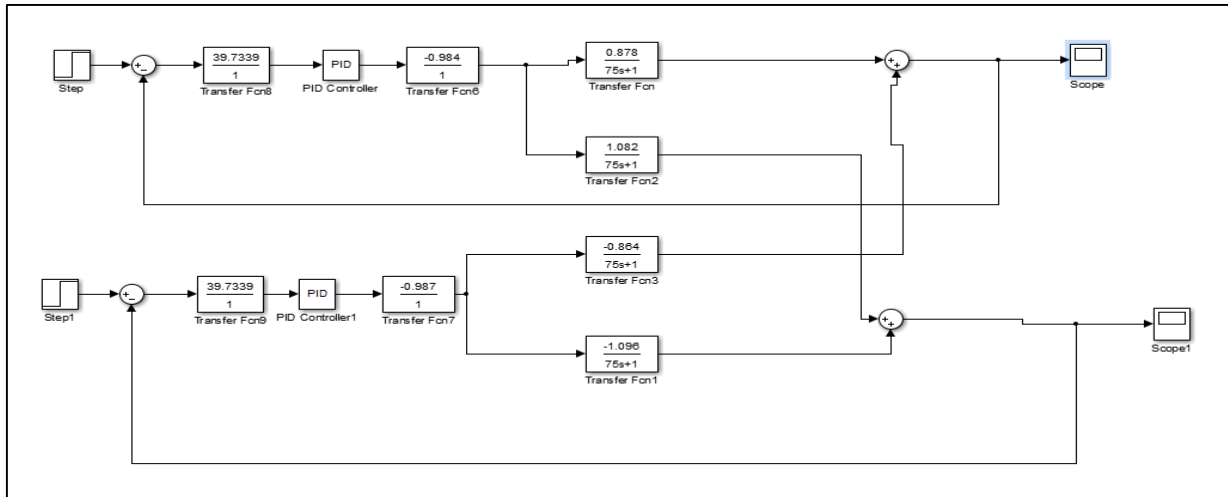 39.7339
1
Transfer Fcn8
PID
PID Controller
-0.984
1
Transfer Fcn6
0.878
75s+1
Transfer Fcn
Step
Scope
1.082
75s+1
Transfer Fcn2
-0.864
75s+1
Transfer Fcn3
39.7339
1
Transfer Fcn9
PID
PID Controller1
-0.987
1
Transfer Fcn7
Step1
-1.096
75s+1
Transfer Fcn1
Scope1